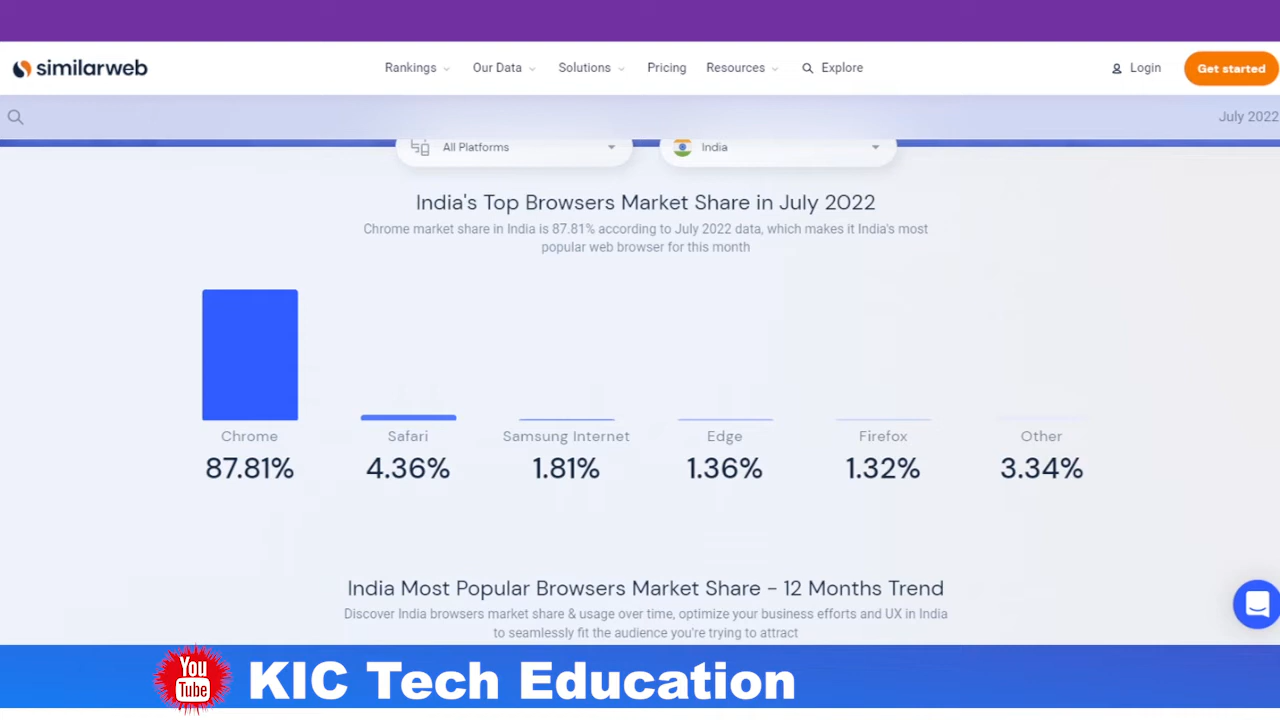 similarweb
Rankings Our Data Solutions Pricing Resources Explore Login Get started
July 2022
All Platforms India
India's Top Browsers Market Share in July 2022
Chrome market share in India is 87.81% according to July 2022 data, which makes it India's most
popular web browser for this month
Chrome Safari Samsung Internet Edge Firefox Other
87.81% 4.36% 1.81% 1.36% 1.32% 3.34%
India Most Popular Browsers Market Share - 12 Months Trend
Discover India browsers market share & usage over time, optimize your business efforts and UX in India
to seamlessly fit the audience you're trying to attract
You
Tube
KIC Tech Education